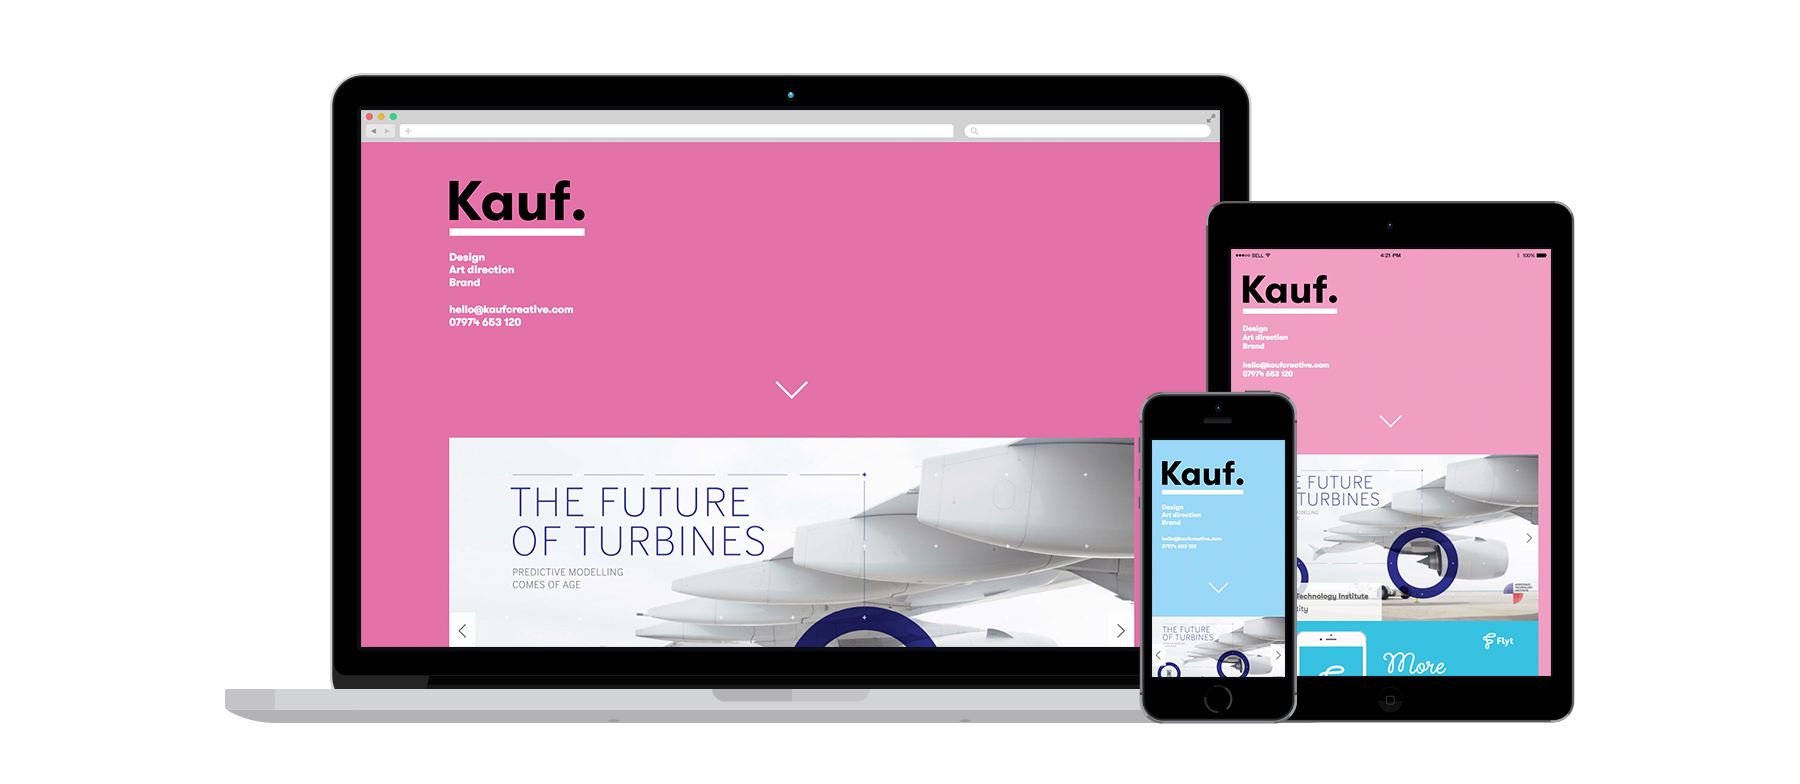 Kauf.
Design
Art direction
Brand
hello@kaufcreative.com
07974 653 120
THE FUTURE
OF TURBINES
PREDICTIVE MODELLING
COMES OF AGE
SELL
4:21 PM
100%
Kauf.
Design
Art direction
Brand
hello@kaufcreative.com
07974 653 120
FUTURE
TURBINES
Technology Institute
Flyt
More
Kauf.
Design
Art direction
Brand
hello@kaufcreative.com
07974 653 120
THE FUTURE
OF TURBINES